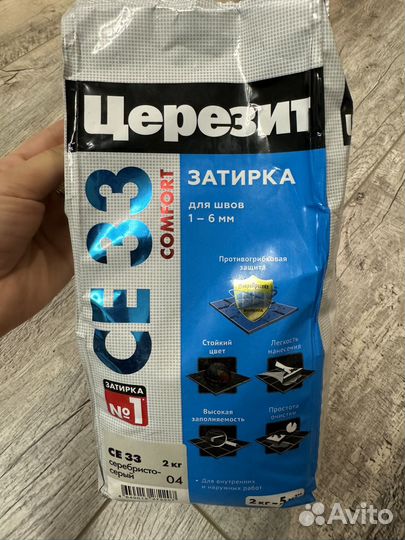 Церезит
CE 33
COMFORT
ЗАТИРКА
для швов
1 – 6 мм
Противогрибковая
защита
Стойкий
цвет
Легкость
нанесения
Высокая
заполняемость
Простота
очистки
ЗАТИРКА
№1
CE 33
2 кг
серебристо-
серый
04
• Для внутренних
и наружных работ
2 кг ~ 5
Avito